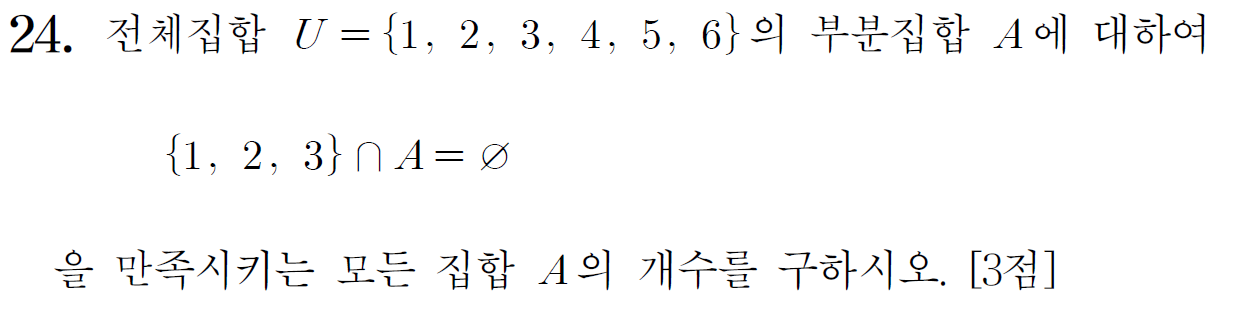 24. 전체집합 U={1, 2, 3, 4, 5, 6}의 부분집합 A에 대하여
{1, 2, 3}∩A=∅
을 만족시키는 모든 집합 A의 개수를 구하시오. [3점]